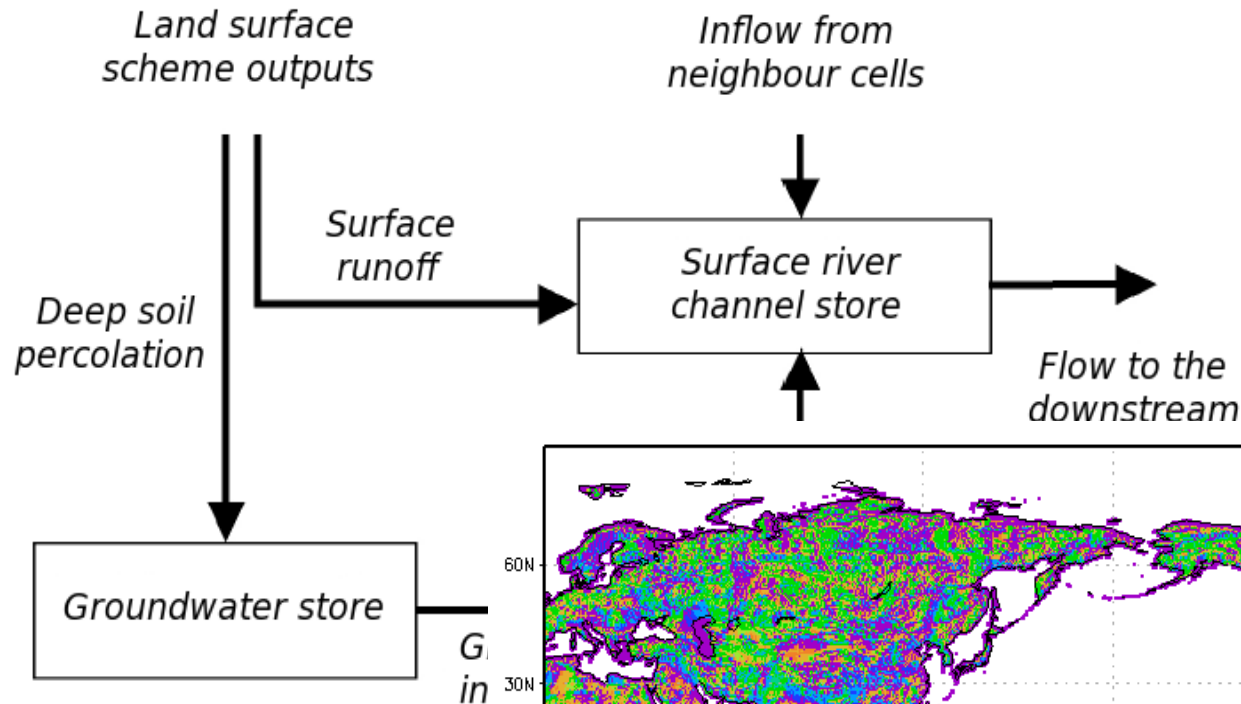 Land surface
scheme outputs
Inflow from
neighbour cells
Surface
runoff
Surface river
channel store
Deep soil
percolation
Flow to the
downstream
60N
Groundwater store
in
30N